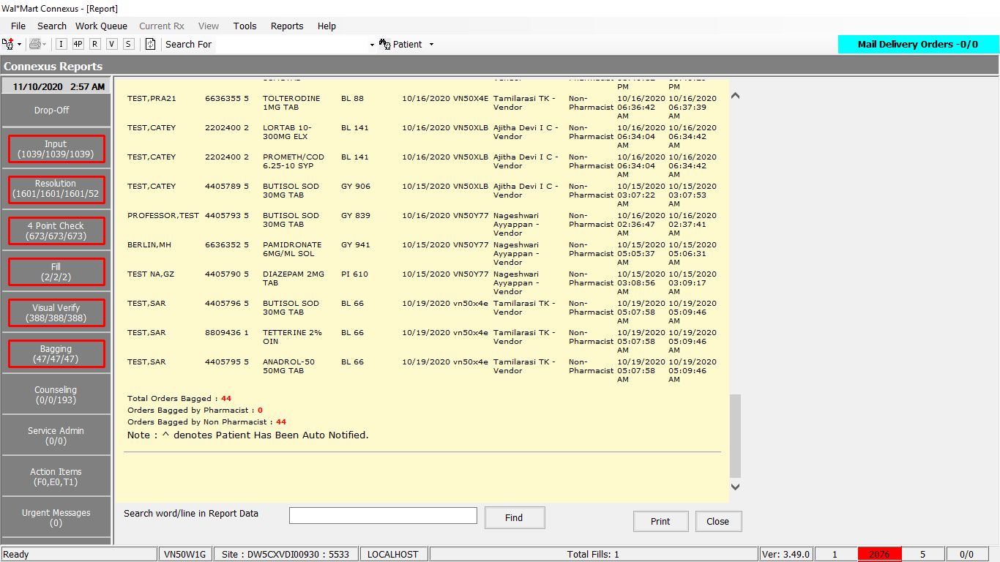 Wal*Mart Connexus - [Report]
File Search Work Queue Current Rx View Tools Reports Help
I 4P R V S Search For Patient Mail Delivery Orders -0/0
Connexus Reports
11/10/2020 2:57 AM
Drop-Off
Input
(1039/1039/1039)
Resolution
(1601/1601/1601/52
4 Point Check
(673/673/673)
Fill
(2/2/2)
Visual Verify
(388/388/388)
Bagging
(47/47/47)
Counseling
(0/0/193)
Service Admin
(0/0)
Action Items
(F0,E0,T1)
Urgent Messages
(0)
PM PM
TEST,PRA21 6636355 5 TOLTERODINE BL 88 10/16/2020 VN50X4E Tamilarasi TK - Non- 10/16/2020 10/16/2020
1MG TAB Vendor Pharmacist 06:36:42 06:37:39
AM AM
TEST,CATEY 2202400 2 LORTAB 10- BL 141 10/16/2020 VN50XLB Ajitha Devi I C - Non- 10/16/2020 10/16/2020
300MG ELX Vendor Pharmacist 06:34:04 06:34:42
AM AM
TEST,CATEY 2202400 2 PROMETH/COD BL 141 10/16/2020 VN50XLB Ajitha Devi I C - Non- 10/16/2020 10/16/2020
6.25-10 SYP Vendor Pharmacist 06:34:04 06:34:42
AM AM
TEST,CATEY 4405789 5 BUTISOL SOD GY 906 10/15/2020 VN50XLB Ajitha Devi I C - Non- 10/15/2020 10/15/2020
30MG TAB Vendor Pharmacist 03:07:22 03:07:53
AM AM
PROFESSOR,TEST 4405793 5 BUTISOL SOD GY 839 10/16/2020 VN50Y77 Nageshwari Non- 10/16/2020 10/16/2020
30MG TAB Ayyappan - Pharmacist 02:36:47 02:37:41
Vendor AM AM
BERLIN,MH 6636352 5 PAMIDRONATE GY 941 10/15/2020 VN50Y77 Nageshwari Non- 10/15/2020 10/15/2020
6MG/ML SOL Ayyappan - Pharmacist 05:05:37 05:06:31
Vendor AM AM
TEST NA,GZ 4405790 5 DIAZEPAM 2MG PI 610 10/15/2020 VN50Y77 Nageshwari Non- 10/15/2020 10/15/2020
TAB Ayyappan - Pharmacist 03:08:56 03:09:17
Vendor AM AM
TEST,SAR 4405796 5 BUTISOL SOD BL 66 10/19/2020 vn50x4e Tamilarasi TK - Non- 10/19/2020 10/19/2020
30MG TAB Vendor Pharmacist 05:07:58 05:09:46
AM AM
TEST,SAR 8809436 1 TETTERINE 2% BL 66 10/19/2020 vn50x4e Tamilarasi TK - Non- 10/19/2020 10/19/2020
OIN Vendor Pharmacist 05:07:58 05:09:46
AM AM
TEST,SAR 4405795 5 ANADROL-50 BL 66 10/19/2020 vn50x4e Tamilarasi TK - Non- 10/19/2020 10/19/2020
50MG TAB Vendor Pharmacist 05:07:58 05:09:46
AM AM
Total Orders Bagged : 44
Orders Bagged by Pharmacist : 0
Orders Bagged by Non Pharmacist : 44
Note : ^ denotes Patient Has Been Auto Notified.
Search word/line in Report Data Find Print Close
Ready VN50W1G Site : DW5CXVDI00930 : 5533 LOCALHOST Total Fills: 1 Ver: 3.49.0 1 2076 5 0/0